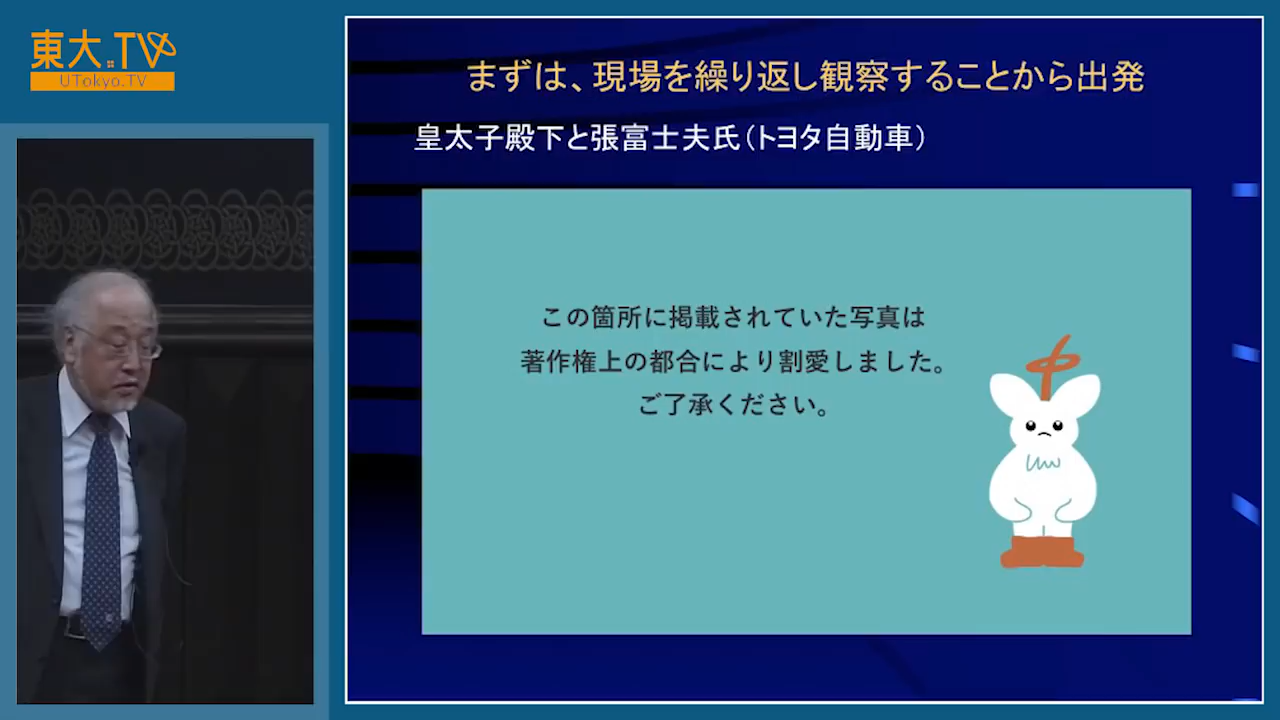 東大.TV
UTokyo.TV
まずは、現場を繰り返し観察することから出発
皇太子殿下と張富士夫氏（トヨタ自動車）
この箇所に掲載されていた写真は
著作権上の都合により割愛しました。
ご了承ください。